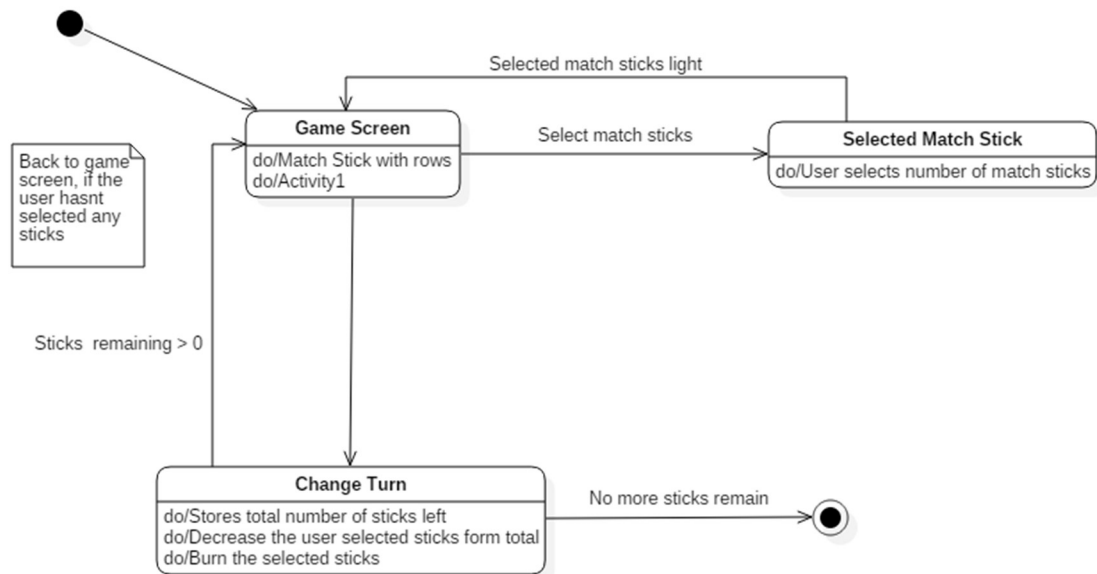 Selected match sticks light
Game Screen
do/Match Stick with rows
do/Activity1
Select match sticks
Selected Match Stick
do/User selects number of match sticks
Back to game
screen, if the
user hasnt
selected any
sticks
Sticks  remaining > 0
Change Turn
do/Stores total number of sticks left
do/Decrease the user selected sticks form total
do/Burn the selected sticks
No more sticks remain